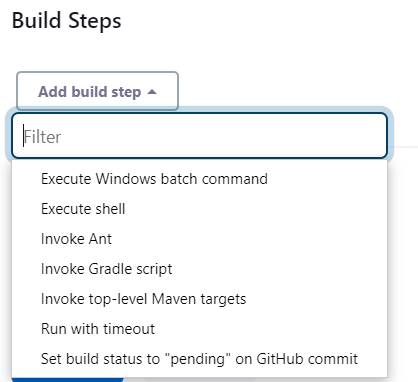 Build Steps
Add build step
Filter
Execute Windows batch command
Execute shell
Invoke Ant
Invoke Gradle script
Invoke top-level Maven targets
Run with timeout
Set build status to "pending" on GitHub commit